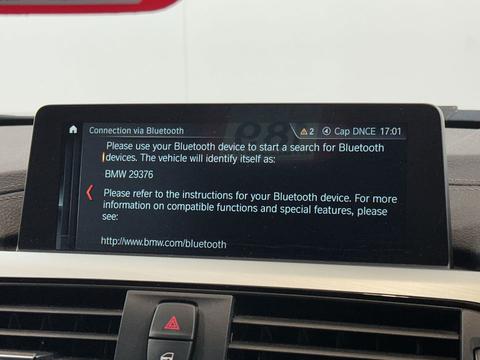 Connection via Bluetooth
2
Cap DNCE 17:01
Please use your Bluetooth device to start a search for Bluetooth
devices. The vehicle will identify itself as:
BMW 29376
Please refer to the instructions for your Bluetooth device. For more
information on compatible functions and special features, please
see:
http://www.bmw.com/bluetooth